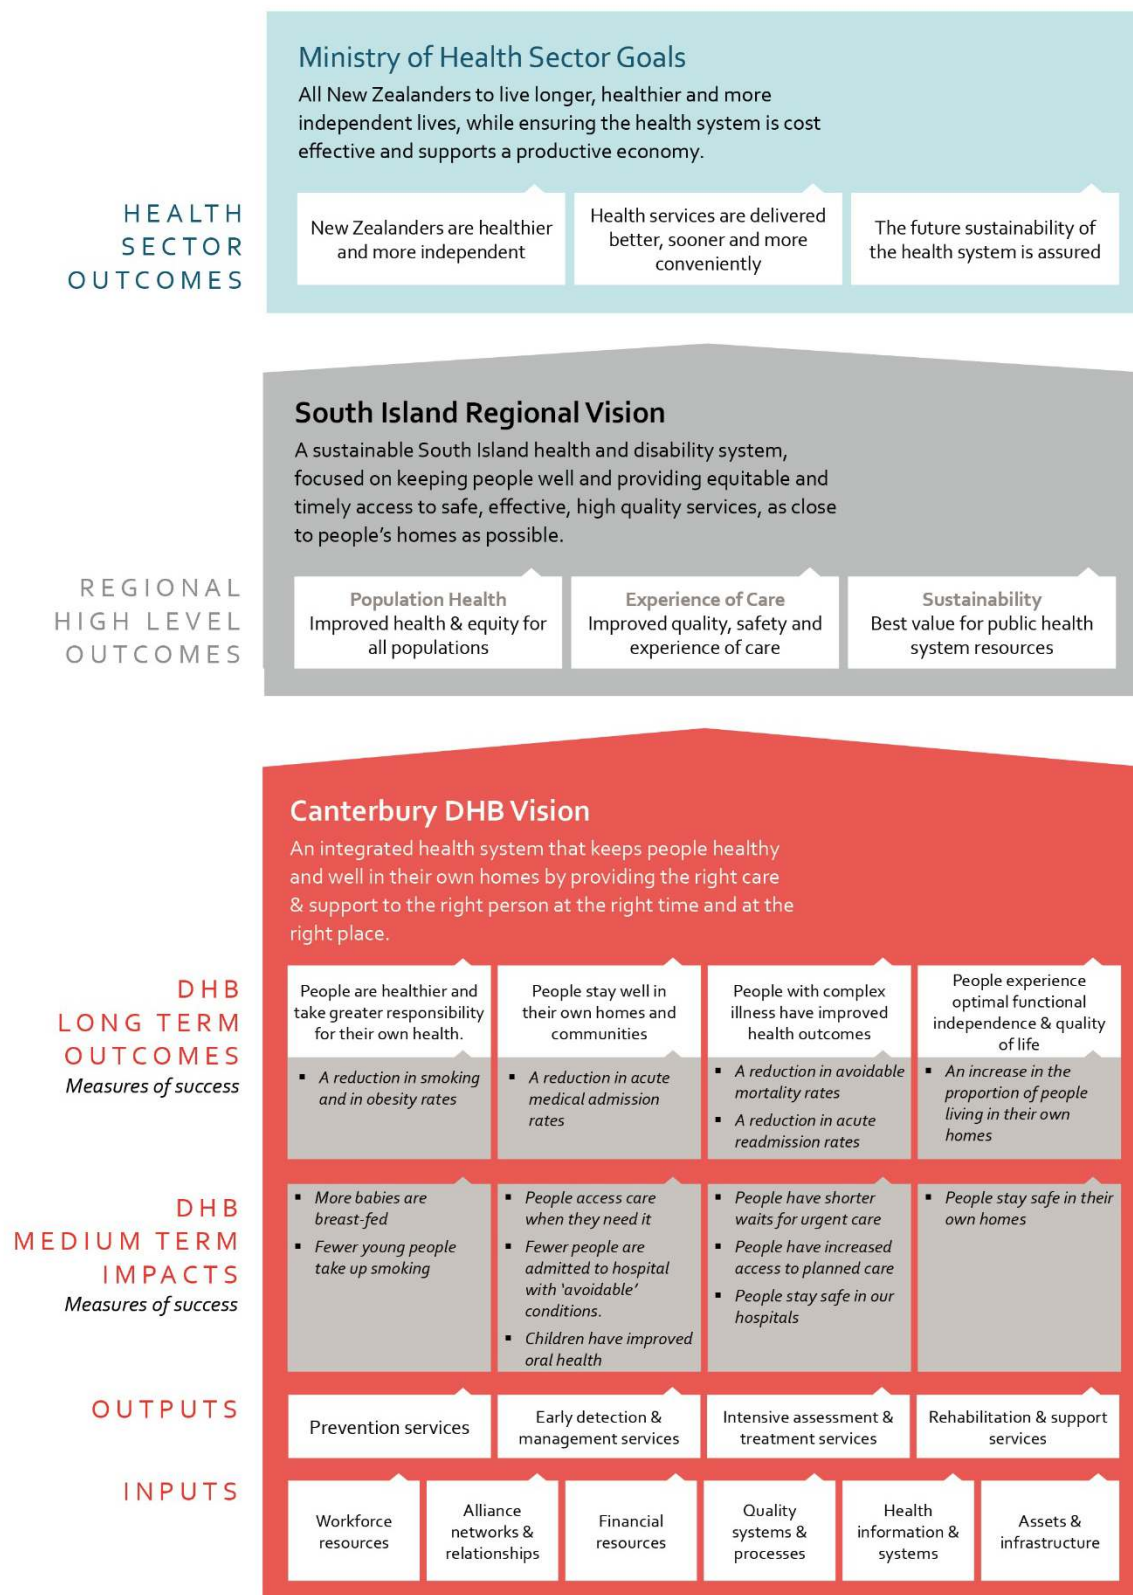 Ministry of Health Sector Goals
All New Zealanders to live longer, healthier and more
independent lives, while ensuring the health system is cost
effective and supports a productive economy.
HEALTH
SECTOR
OUTCOMES
New Zealanders are healthier
and more independent
Health services are delivered
better, sooner and more
conveniently
The future sustainability of
the health system is assured
South Island Regional Vision
A sustainable South Island health and disability system,
focused on keeping people well and providing equitable and
timely access to safe, effective, high quality services, as close
to people's homes as possible.
REGIONAL
HIGH LEVEL
OUTCOMES
Population Health
Improved health & equity for
all populations
Experience of Care
Improved quality, safety and
experience of care
Sustainability
Best value for public health
system resources
Canterbury DHB Vision
An integrated health system that keeps people healthy
and well in their own homes by providing the right care
& support to the right person at the right time and at the
right place.
DHB
LONG TERM
OUTCOMES
Measures of success
People are healthier and
take greater responsibility
for their own health.
People stay well in
their own homes and
communities
People with complex
illness have improved
health outcomes
People experience
optimal functional
independence & quality
of life
▪ A reduction in smoking
and in obesity rates
▪ A reduction in acute
medical admission
rates
▪ A reduction in avoidable
mortality rates
▪ A reduction in acute
readmission rates
▪ An increase in the
proportion of people
living in their own
homes
DHB
MEDIUM TERM
IMPACTS
Measures of success
▪ More babies are
breast-fed
▪ Fewer young people
take up smoking
▪ People access care
when they need it
▪ Fewer people are
admitted to hospital
with 'avoidable'
conditions.
▪ Children have improved
oral health
▪ People have shorter
waits for urgent care
▪ People have increased
access to planned care
▪ People stay safe in our
hospitals
▪ People stay safe in their
own homes
OUTPUTS
Prevention services
Early detection &
management services
Intensive assessment &
treatment services
Rehabilitation & support
services
INPUTS
Workforce
resources
Alliance
networks &
relationships
Financial
resources
Quality
systems &
processes
Health
information &
systems
Assets &
infrastructure